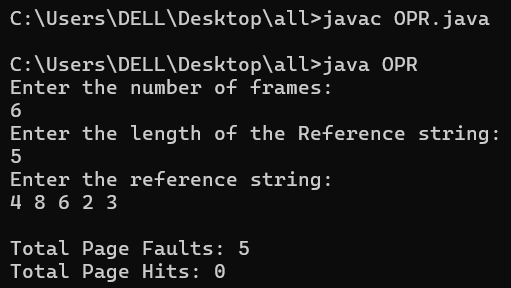 C:\Users\DELL\Desktop\all>javac OPR.java
C:\Users\DELL\Desktop\all>java OPR
Enter the number of frames:
6
Enter the length of the Reference string:
5
Enter the reference string:
4 8 6 2 3
Total Page Faults: 5
Total Page Hits: 0